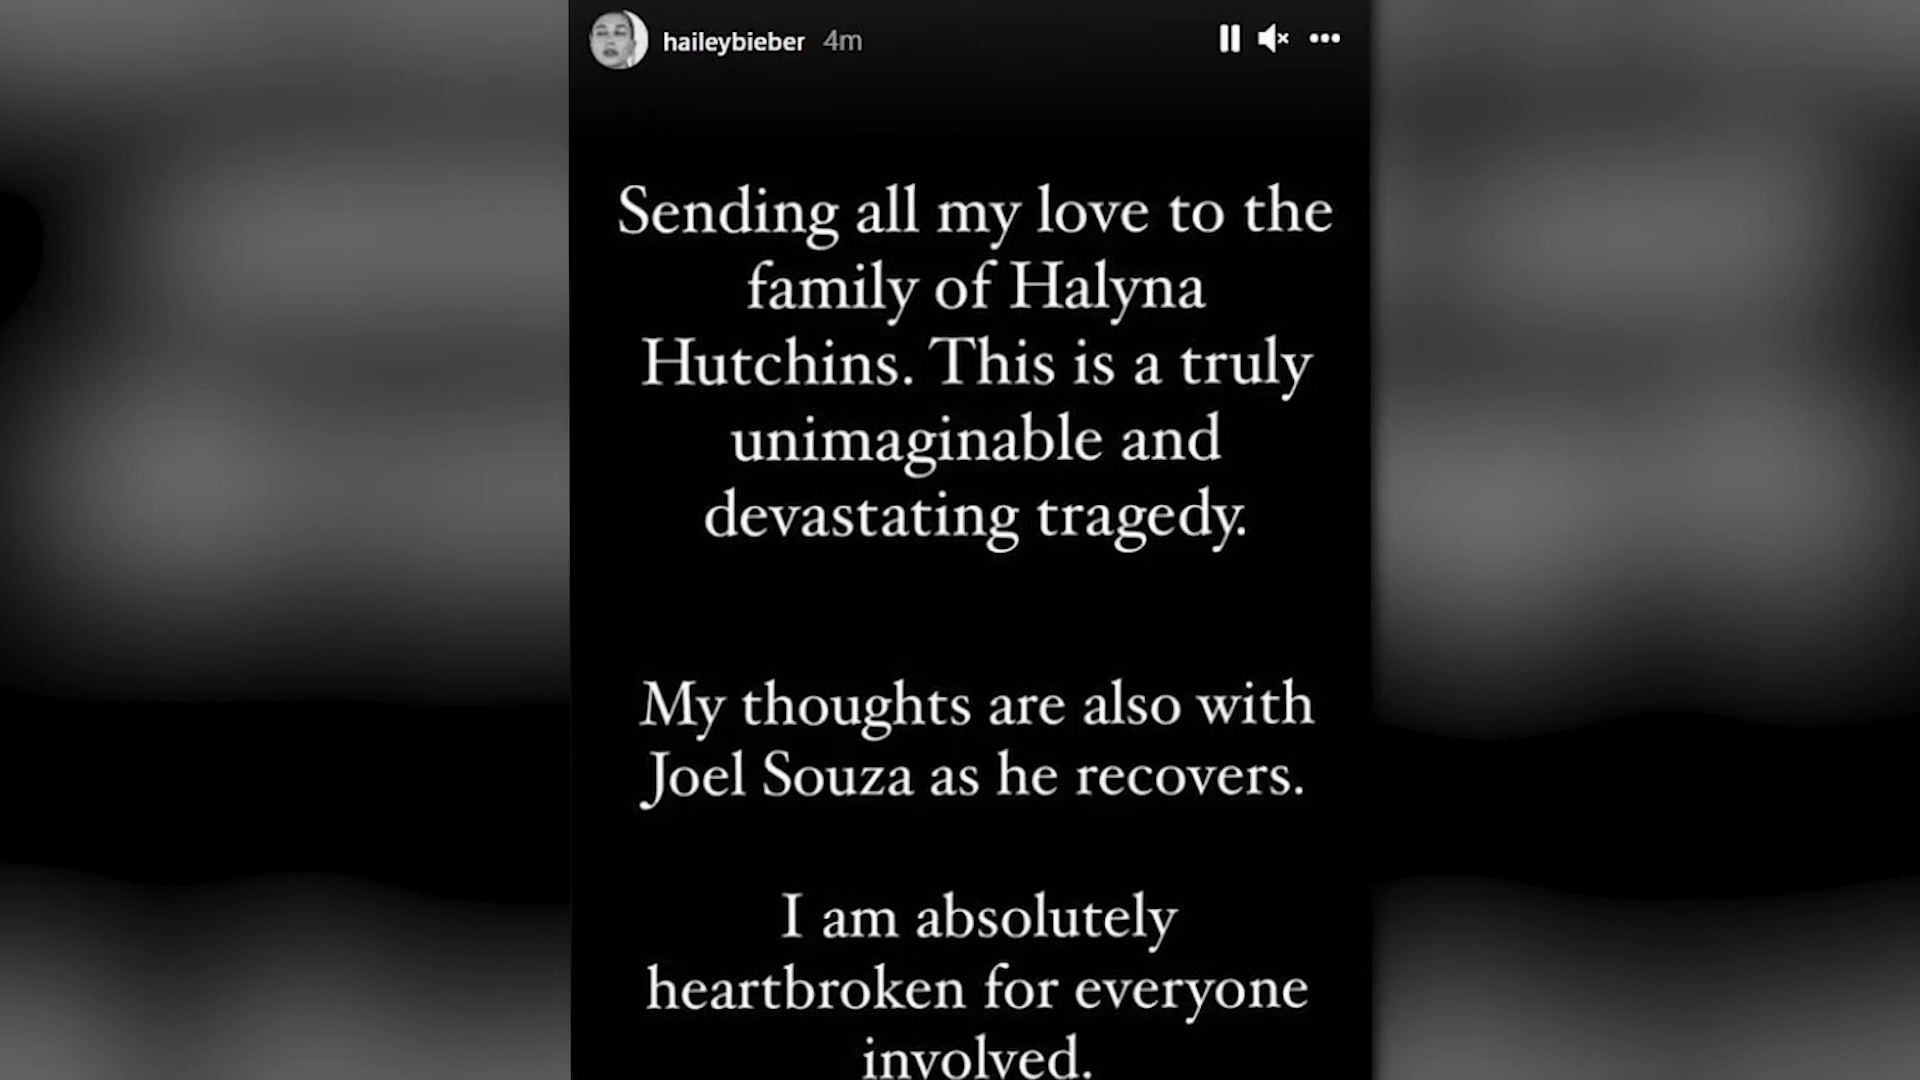 haileybieber 4m
Sending all my love to the
family of Halyna
Hutchins. This is a truly
unimaginable and
devastating tragedy.
My thoughts are also with
Joel Souza as he recovers.
I am absolutely
heartbroken for everyone
involved.